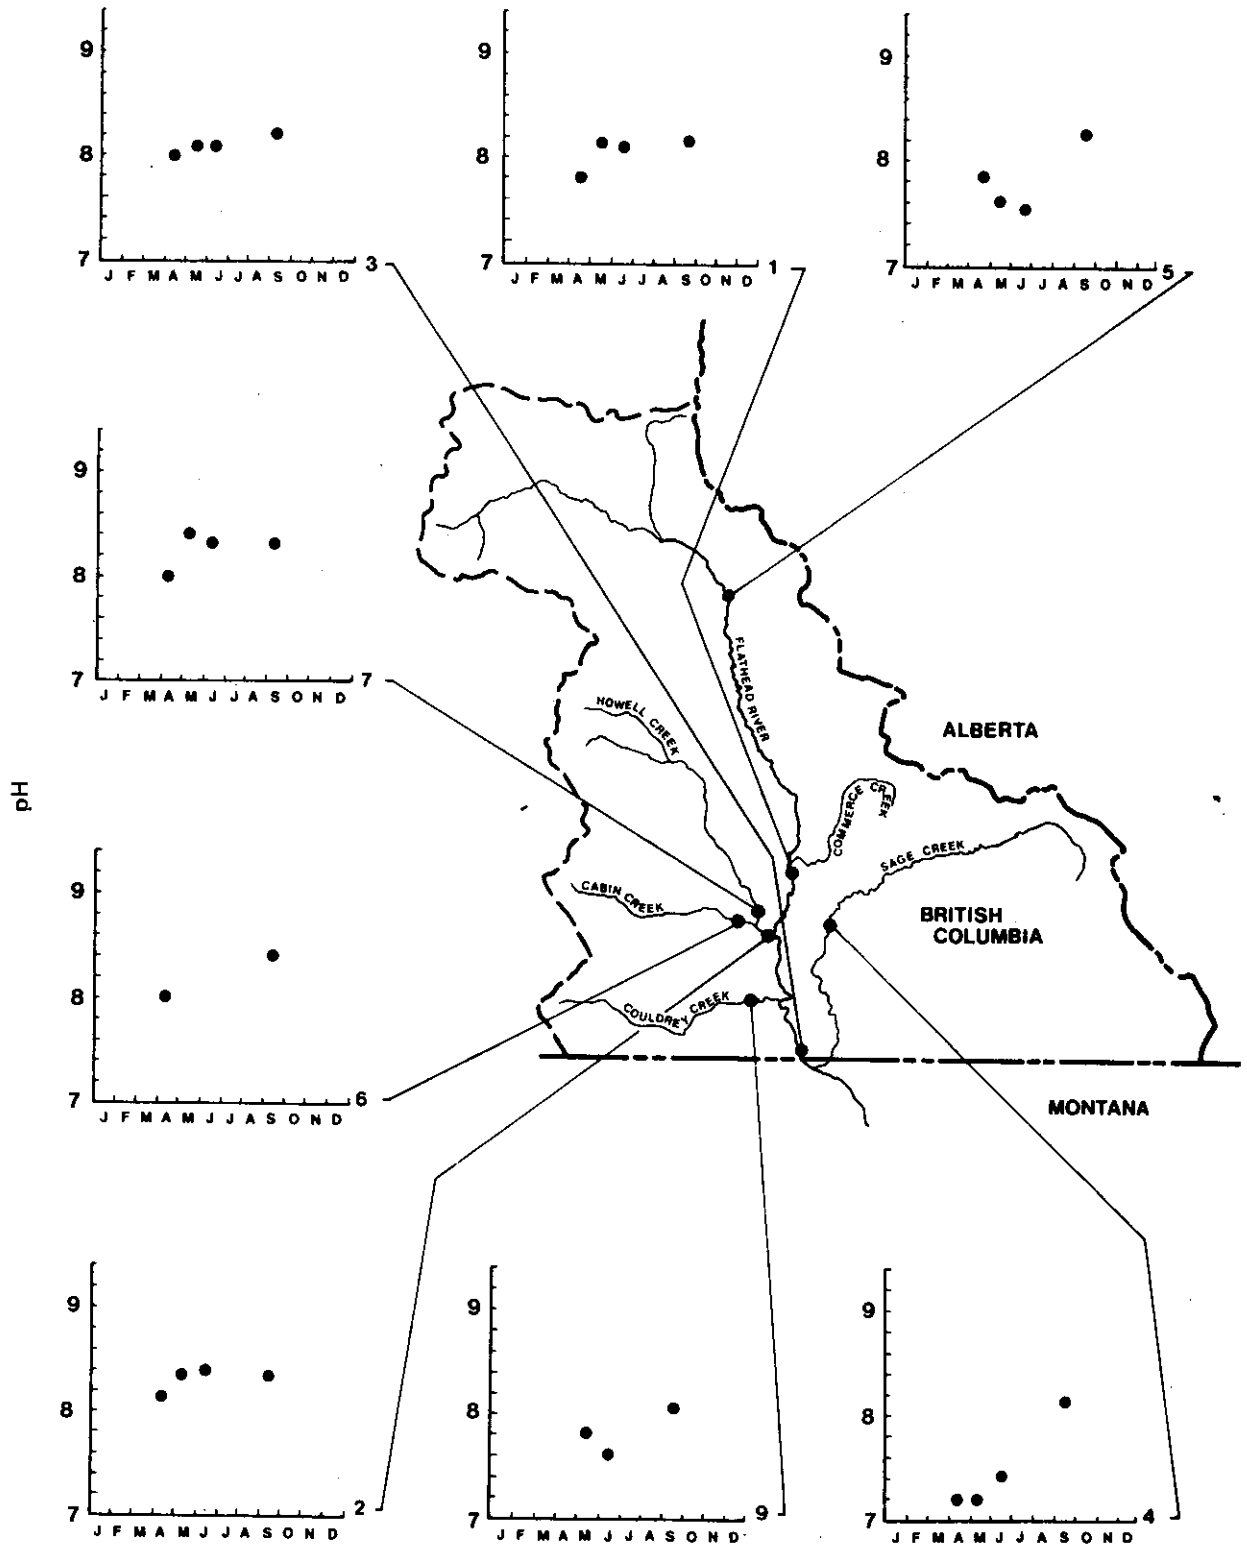 9
8
7
J F M A M J J A S O N D
3
9
8
7
J F M A M J J A S O N D
1
9
8
7
J F M A M J J A S O N D
5
9
8
7
J F M A M J J A S O N D
7
FLATHEAD RIVER
HOWELL CREEK
ALBERTA
pH
COMMERCE CREEK
SAGE CREEK
CABIN CREEK
BRITISH
COLUMBIA
9
8
7
J F M A M J J A S O N D
6
COULDREY CREEK
MONTANA
9
8
7
J F M A M J J A S O N D
2
9
8
7
J F M A M J J A S O N D
9
9
8
7
J F M A M J J A S O N D
4